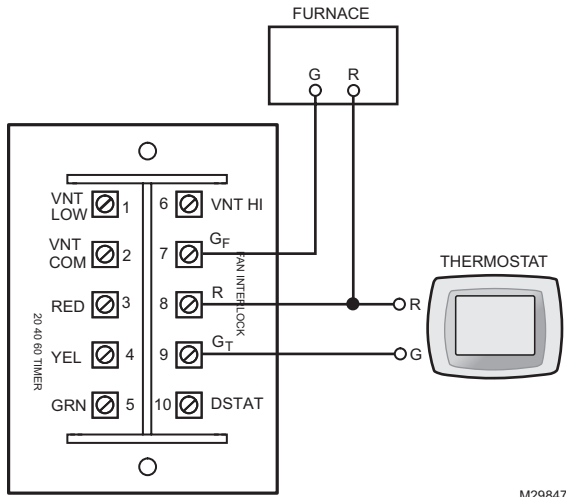 FURNACE
G R
VNT
LOW
1
6
VNT HI
VNT
COM
2
7
GF
RED
3
8
R
YEL
4
9
GT
GRN
5
10
DSTAT
20 40 60 TIMER
FAN INTERLOCK
THERMOSTAT
R
G
M29847